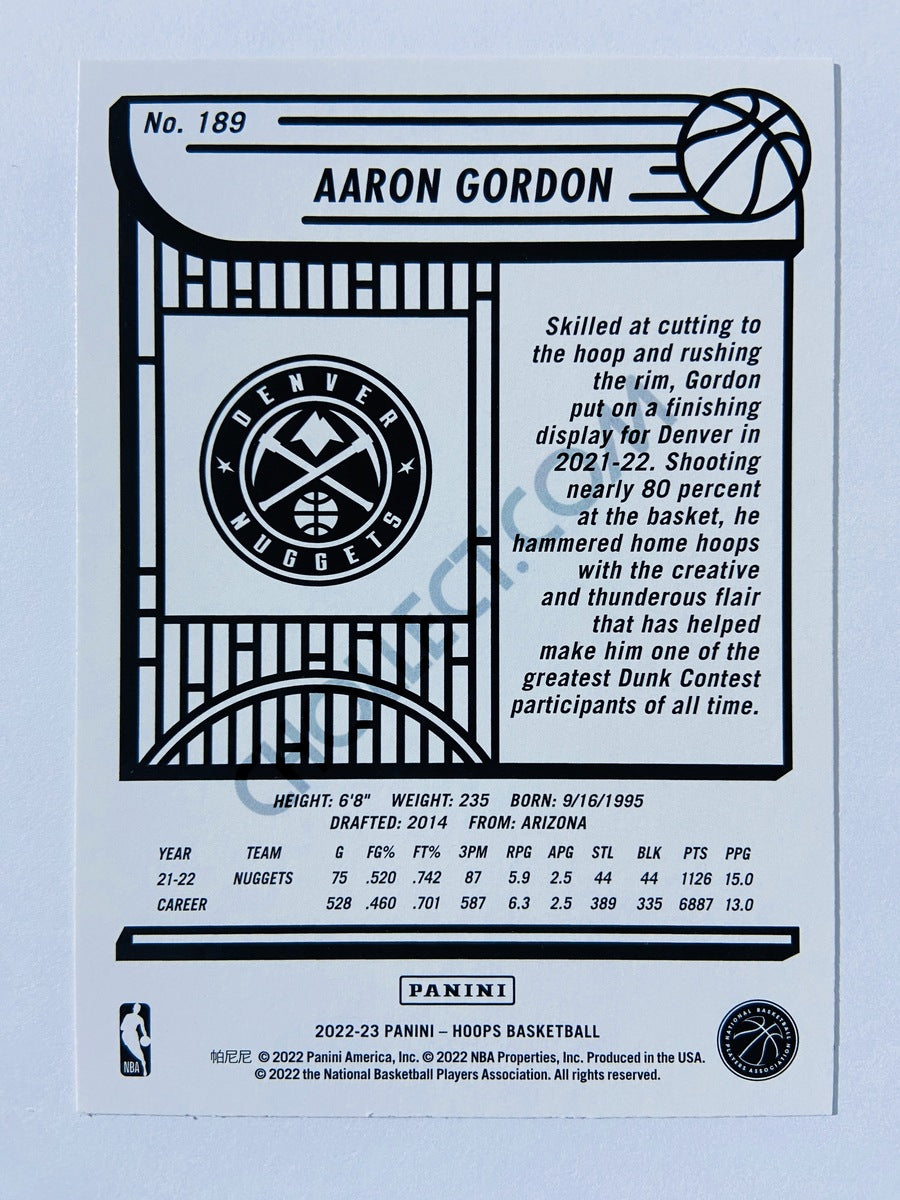 No. 189
AARON GORDON
DENVER
NUGGETS
Skilled at cutting to
the hoop and rushing
the rim, Gordon
put on a finishing
display for Denver in
2021-22. Shooting
nearly 80 percent
at the basket, he
hammered home hoops
with the creative
and thunderous flair
that has helped
make him one of the
greatest Dunk Contest
participants of all time.
CHOLLECT.COM
HEIGHT: 6'8" WEIGHT: 235 BORN: 9/16/1995
DRAFTED: 2014 FROM: ARIZONA
YEAR TEAM G FG% FT% 3PM RPG APG STL BLK PTS PPG
21-22 NUGGETS 75 .520 .742 87 5.9 2.5 44 44 1126 15.0
CAREER 528 .460 .701 587 6.3 2.5 389 335 6887 13.0
PANINI
2022-23 PANINI – HOOPS BASKETBALL
帕尼尼 © 2022 Panini America, Inc. © 2022 NBA Properties, Inc. Produced in the USA.
© 2022 the National Basketball Players Association. All rights reserved.
NBA
NATIONAL BASKETBALL
PLAYERS ASSOCIATION